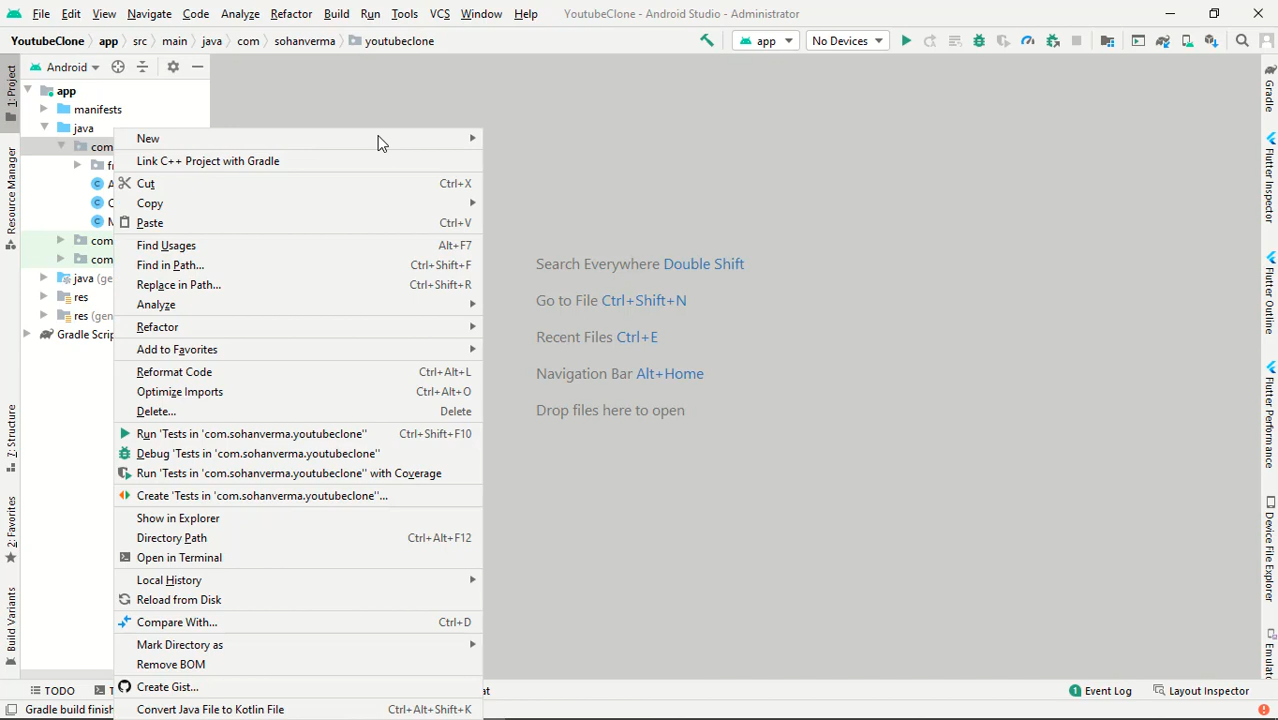 File Edit View Navigate Code Analyze Refactor Build Run Tools VCS Window Help YoutubeClone - Android Studio - Administrator
YoutubeClone app src main java com sohanverma youtubeclone app No Devices
1: Project
Resource Manager
Z: Structure
2: Favorites
Build Variants
Android
app
manifests
java
com
com
com
java (ge
res
res (gen
Gradle Scrip
New
Link C++ Project with Gradle
Cut Ctrl+X
Copy
Paste Ctrl+V
Find Usages Alt+F7
Find in Path... Ctrl+Shift+F
Replace in Path... Ctrl+Shift+R
Analyze
Refactor
Add to Favorites
Reformat Code Ctrl+Alt+L
Optimize Imports Ctrl+Alt+O
Delete... Delete
Run 'Tests in 'com.sohanverma.youtubeclone'' Ctrl+Shift+F10
Debug 'Tests in 'com.sohanverma.youtubeclone''
Run 'Tests in 'com.sohanverma.youtubeclone'' with Coverage
Create 'Tests in 'com.sohanverma.youtubeclone''...
Show in Explorer
Directory Path Ctrl+Alt+F12
Open in Terminal
Local History
Reload from Disk
Compare With... Ctrl+D
Mark Directory as
Remove BOM
Create Gist...
Convert Java File to Kotlin File Ctrl+Alt+Shift+K
Search Everywhere Double Shift
Go to File Ctrl+Shift+N
Recent Files Ctrl+E
Navigation Bar Alt+Home
Drop files here to open
Gradle
Flutter Inspector
Flutter Outline
Flutter Performance
Device File Explorer
Emulat
TODO
1 Event Log Layout Inspector
Gradle build finish